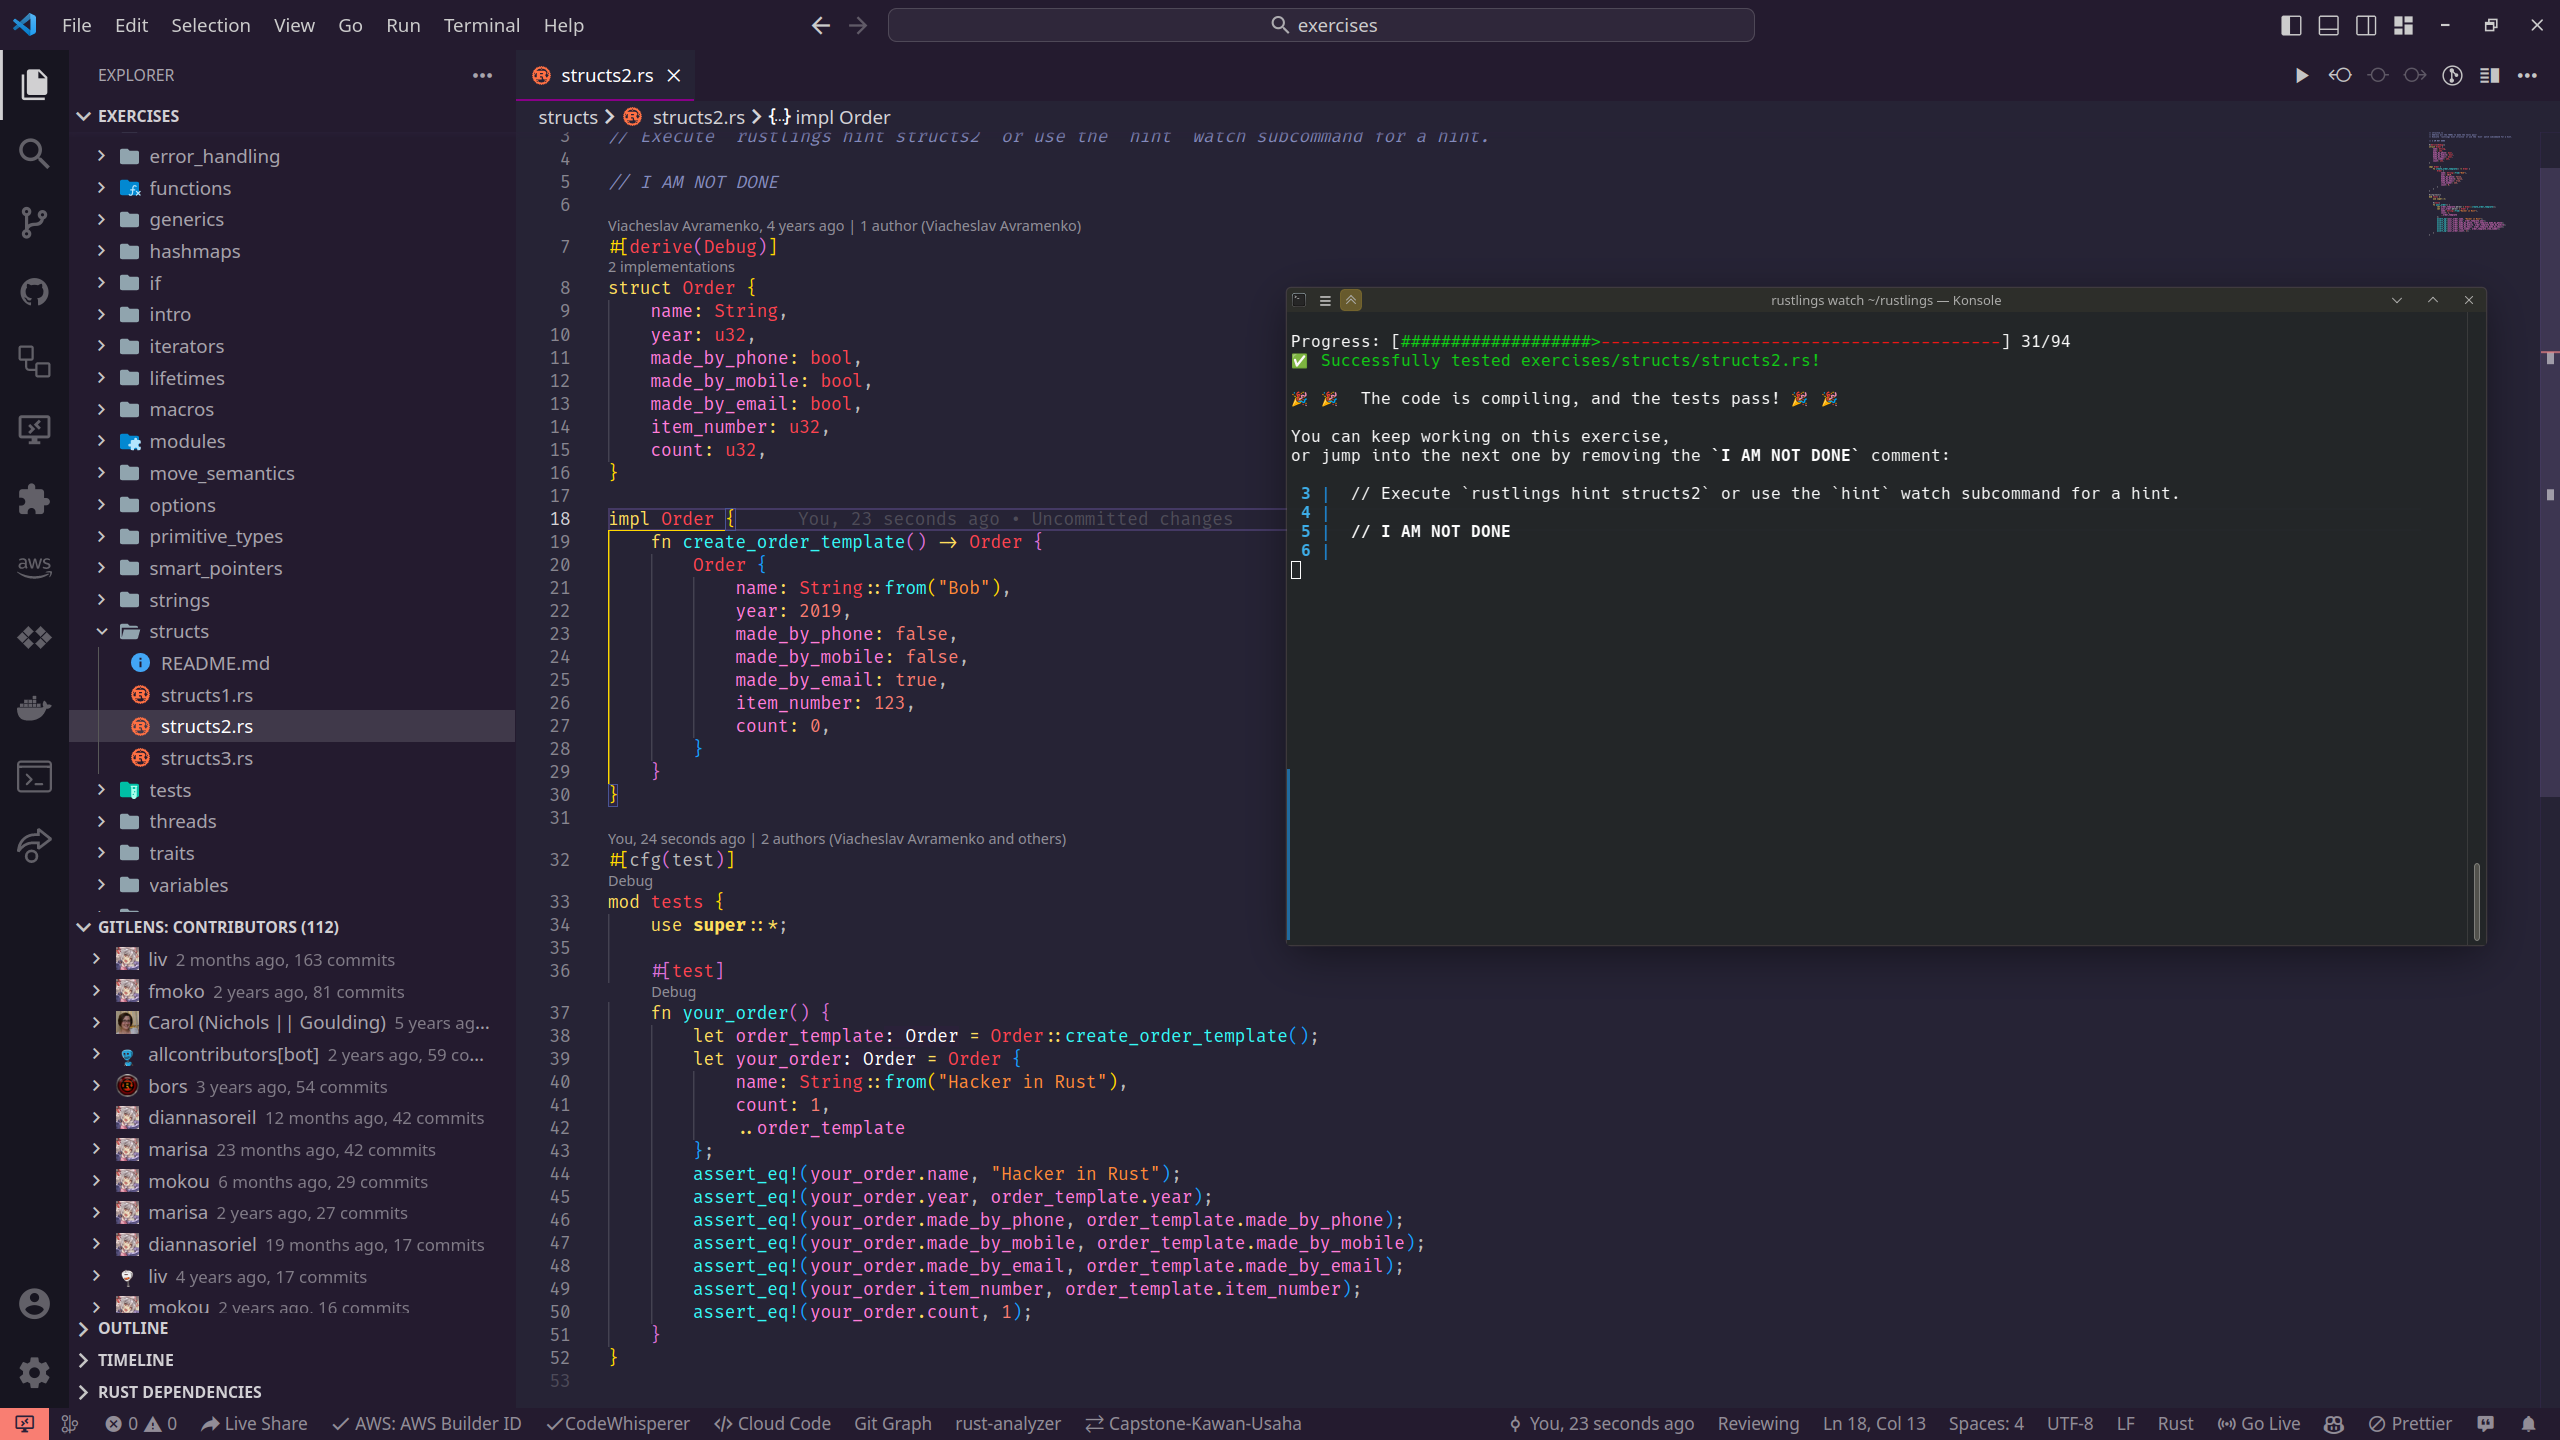 File Edit Selection View Go Run Terminal Help
exercises
EXPLORER
EXERCISES
error_handling
functions
generics
hashmaps
if
intro
iterators
lifetimes
macros
modules
move_semantics
options
primitive_types
smart_pointers
strings
structs
README.md
structs1.rs
structs2.rs
structs3.rs
tests
threads
traits
variables
GITLENS: CONTRIBUTORS (112)
liv 2 months ago, 163 commits
fmoko 2 years ago, 81 commits
Carol (Nichols || Goulding) 5 years ag...
allcontributors[bot] 2 years ago, 59 co...
bors 3 years ago, 54 commits
diannasoreil 12 months ago, 42 commits
marisa 23 months ago, 42 commits
mokou 6 months ago, 29 commits
marisa 2 years ago, 27 commits
diannasoriel 19 months ago, 17 commits
liv 4 years ago, 17 commits
mokou 2 years ago, 16 commits
OUTLINE
TIMELINE
RUST DEPENDENCIES
aws
structs2.rs
structs > structs2.rs > {..} impl Order
3 // Execute `rustlings hint structs2` or use the `hint` watch subcommand for a hint.
4
5 // I AM NOT DONE
6
Viacheslav Avramenko, 4 years ago | 1 author (Viacheslav Avramenko)
7 #[derive(Debug)]
2 implementations
8 struct Order {
9 name: String,
10 year: u32,
11 made_by_phone: bool,
12 made_by_mobile: bool,
13 made_by_email: bool,
14 item_number: u32,
15 count: u32,
16 }
17
18 impl Order { You, 23 seconds ago • Uncommitted changes
19 fn create_order_template() -> Order {
20 Order {
21 name: String::from("Bob"),
22 year: 2019,
23 made_by_phone: false,
24 made_by_mobile: false,
25 made_by_email: true,
26 item_number: 123,
27 count: 0,
28 }
29 }
30 }
31
You, 24 seconds ago | 2 authors (Viacheslav Avramenko and others)
32 #[cfg(test)]
Debug
33 mod tests {
34 use super::*;
35
36 #[test]
Debug
37 fn your_order() {
38 let order_template: Order = Order::create_order_template();
39 let your_order: Order = Order {
40 name: String::from("Hacker in Rust"),
41 count: 1,
42 ..order_template
43 };
44 assert_eq!(your_order.name, "Hacker in Rust");
45 assert_eq!(your_order.year, order_template.year);
46 assert_eq!(your_order.made_by_phone, order_template.made_by_phone);
47 assert_eq!(your_order.made_by_mobile, order_template.made_by_mobile);
48 assert_eq!(your_order.made_by_email, order_template.made_by_email);
49 assert_eq!(your_order.item_number, order_template.item_number);
50 assert_eq!(your_order.count, 1);
51 }
52 }
53
rustlings watch ~/rustlings — Konsole
Progress: [###################>----------------------------------------] 31/94
✅ Successfully tested exercises/structs/structs2.rs!
🎉 🎉 The code is compiling, and the tests pass! 🎉 🎉
You can keep working on this exercise,
or jump into the next one by removing the `I AM NOT DONE` comment:
3 | // Execute `rustlings hint structs2` or use the `hint` watch subcommand for a hint.
4 |
5 | // I AM NOT DONE
6 |
0 0 Live Share AWS: AWS Builder ID CodeWhisperer Cloud Code Git Graph rust-analyzer Capstone-Kawan-Usaha You, 23 seconds ago Reviewing Ln 18, Col 13 Spaces: 4 UTF-8 LF Rust Go Live Prettier